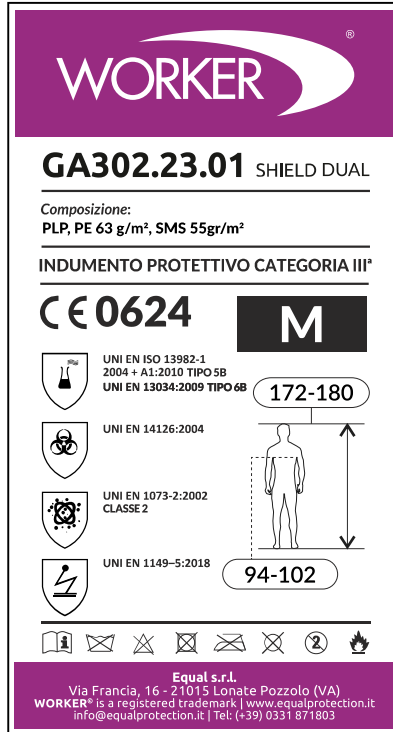 WORKER®
GA302.23.01 SHIELD DUAL
Composizione:
PLP, PE 63 g/m², SMS 55gr/m²
INDUMENTO PROTETTIVO CATEGORIA IIIª
CE 0624
M
UNI EN ISO 13982-1
2004 + A1:2010 TIPO 5B
UNI EN 13034:2009 TIPO 6B
172-180
UNI EN 14126:2004
UNI EN 1073-2:2002
CLASSE 2
UNI EN 1149–5:2018
94-102
i
2
Equal s.r.l.
Via Francia, 16 - 21015 Lonate Pozzolo (VA)
WORKER® is a registered trademark | www.equalprotection.it
info@equalprotection.it | Tel: (+39) 0331 871803